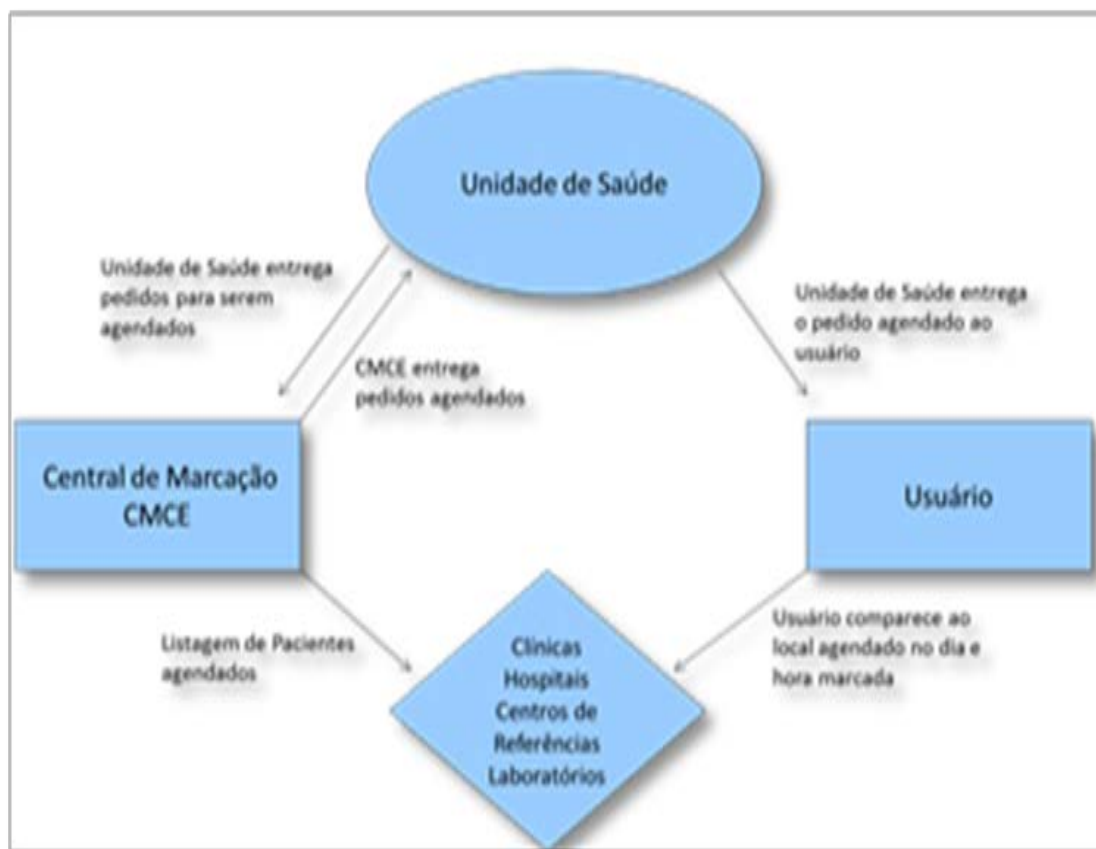 Unidade de Saúde
Unidade de Saúde entrega
pedidos para serem
agendados
CMCE entrega
pedidos agendados
Unidade de Saúde entrega
o pedido agendado ao
usuário
Central de Marcação
CMCE
Usuário
Listagem de Pacientes
agendados
Clínicas
Hospitais
Centros de
Referências
Laboratórios
Usuário comparece ao
local agendado no dia e
hora marcada